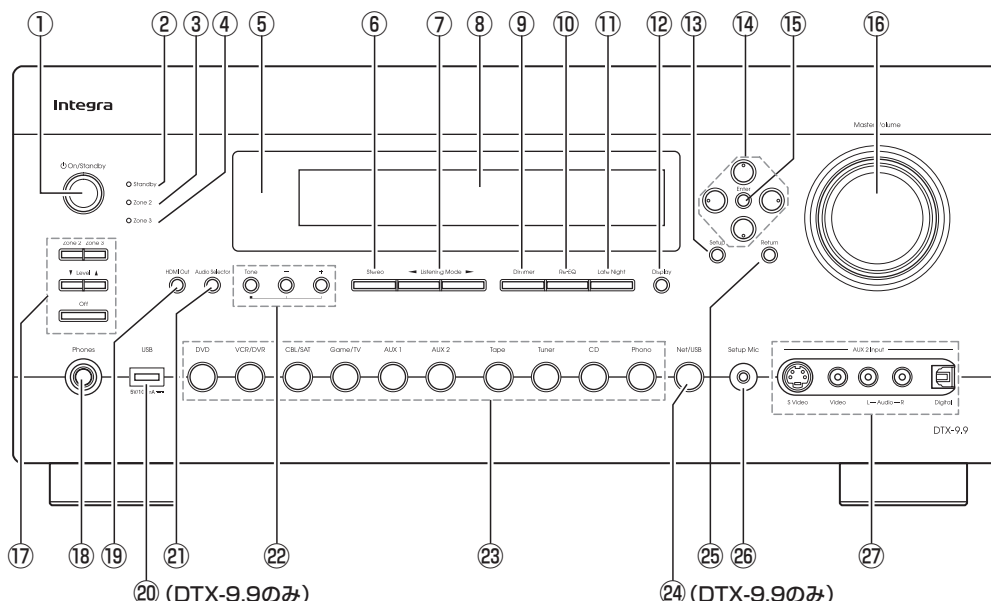 ① ② ③ ④ ⑤ ⑥ ⑦ ⑧ ⑨ ⑩ ⑪ ⑫ ⑬ ⑭ ⑮ ⑯
Integra
Master Volume
On/Standby
Standby
Zone 2
Zone 3
Enter
Zone 2 Zone 3
Level
Off
HDMI Out
Audio Selector
Tone − +
Stereo
Listening Mode
Dimmer
Re-EQ
Late Night
Display
Setup
Return
Phones
USB
DVD
VCR/DVR
CBL/SAT
Game/TV
AUX 1
AUX 2
Tape
Tuner
CD
Phono
Net/USB
Setup Mic
AUX 2 Input
S Video
Video
L—Audio—R
Digital
DTX-9.9
⑰ ⑱ ⑲ ㉑ ㉒ ㉓ ㉕ ㉖ ㉗
⑳ (DTX-9.9のみ)
㉔ (DTX-9.9のみ)